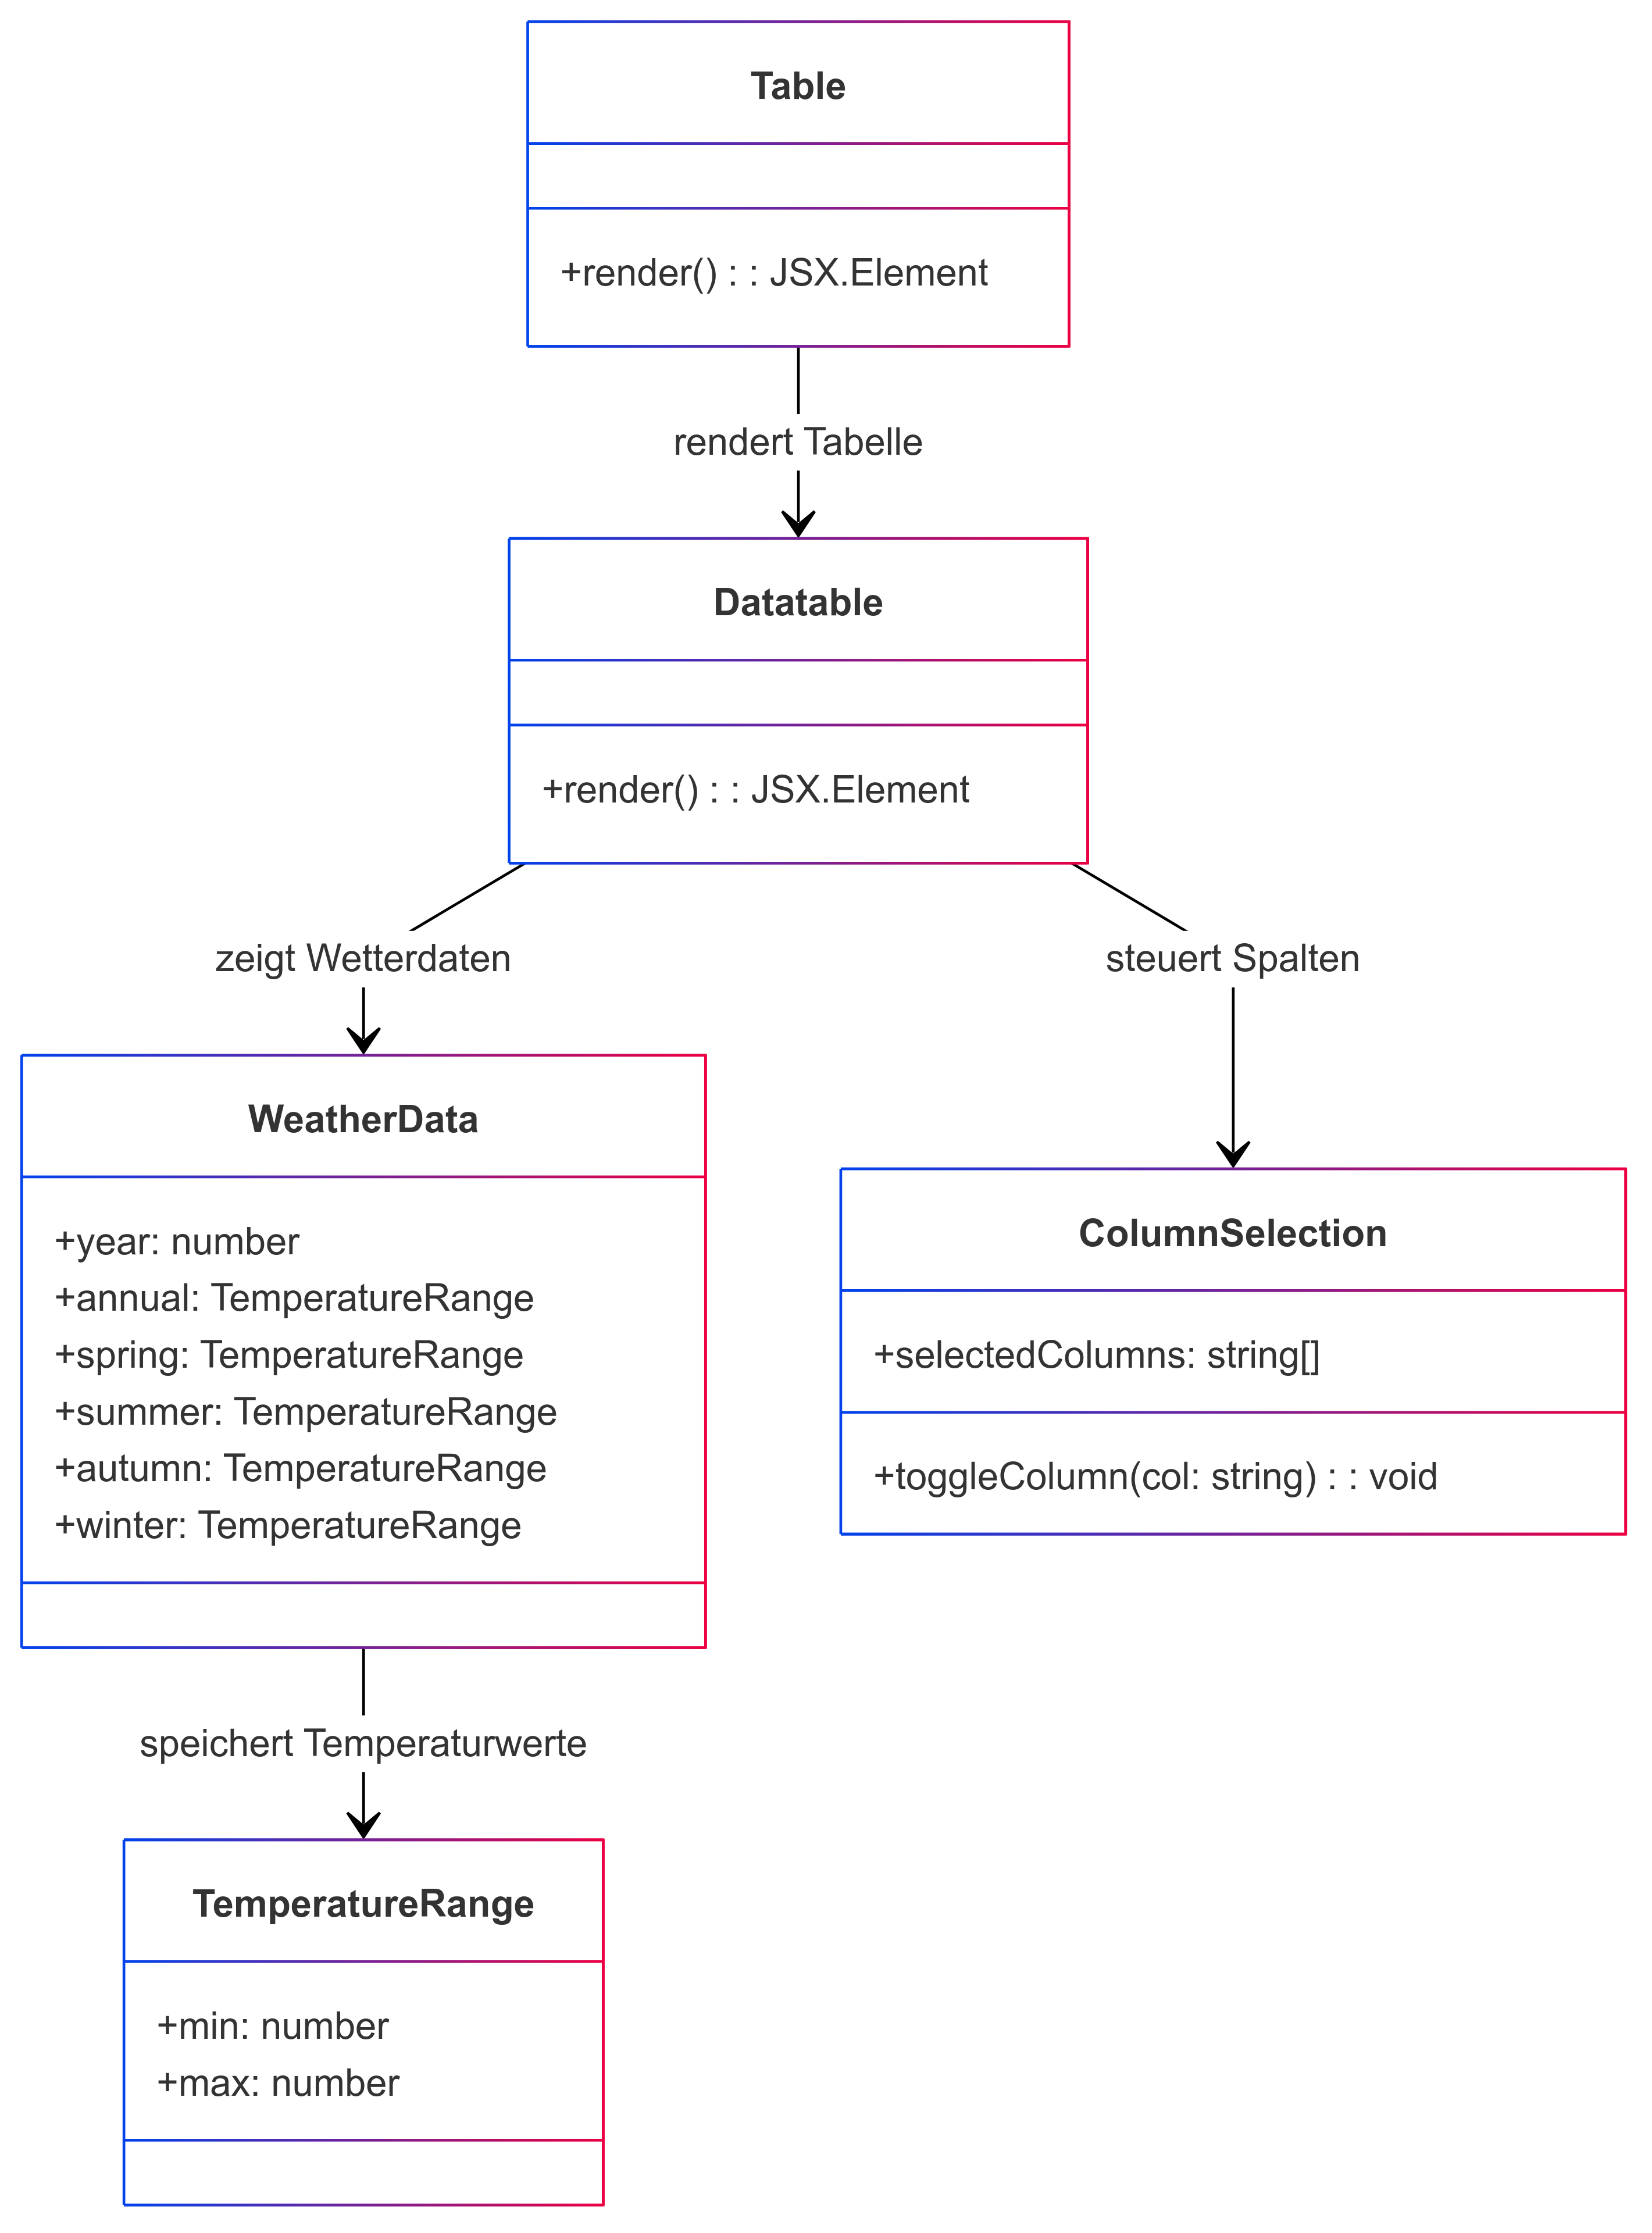 Table
+render() : : JSX.Element
rendert Tabelle
Datatable
+render() : : JSX.Element
zeigt Wetterdaten
steuert Spalten
WeatherData
+year: number
+annual: TemperatureRange
+spring: TemperatureRange
+summer: TemperatureRange
+autumn: TemperatureRange
+winter: TemperatureRange
ColumnSelection
+selectedColumns: string[]
+toggleColumn(col: string) : : void
speichert Temperaturwerte
TemperatureRange
+min: number
+max: number